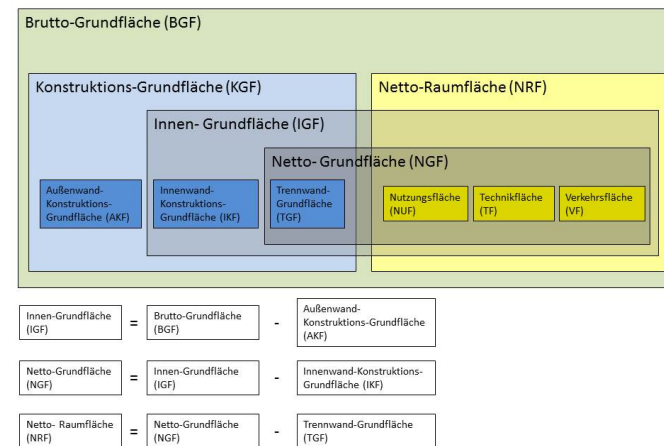 Brutto-Grundfläche (BGF)
Konstruktions-Grundfläche (KGF)
Netto-Raumfläche (NRF)
Innen- Grundfläche (IGF)
Netto- Grundfläche (NGF)
Außenwand-
Konstruktions-
Grundfläche (AKF)
Innenwand-
Konstruktions-
Grundfläche (IKF)
Trennwand-
Grundfläche
(TGF)
Nutzungsfläche
(NUF)
Technikfläche
(TF)
Verkehrsfläche
(VF)
Innen-Grundfläche
(IGF)
=
Brutto-Grundfläche
(BGF)
-
Außenwand-
Konstruktions-Grundfläche
(AKF)
Netto-Grundfläche
(NGF)
=
Innen-Grundfläche
(IGF)
-
Innenwand-Konstruktions-
Grundfläche (IKF)
Netto- Raumfläche
(NRF)
=
Netto-Grundfläche
(NGF)
-
Trennwand-Grundfläche
(TGF)